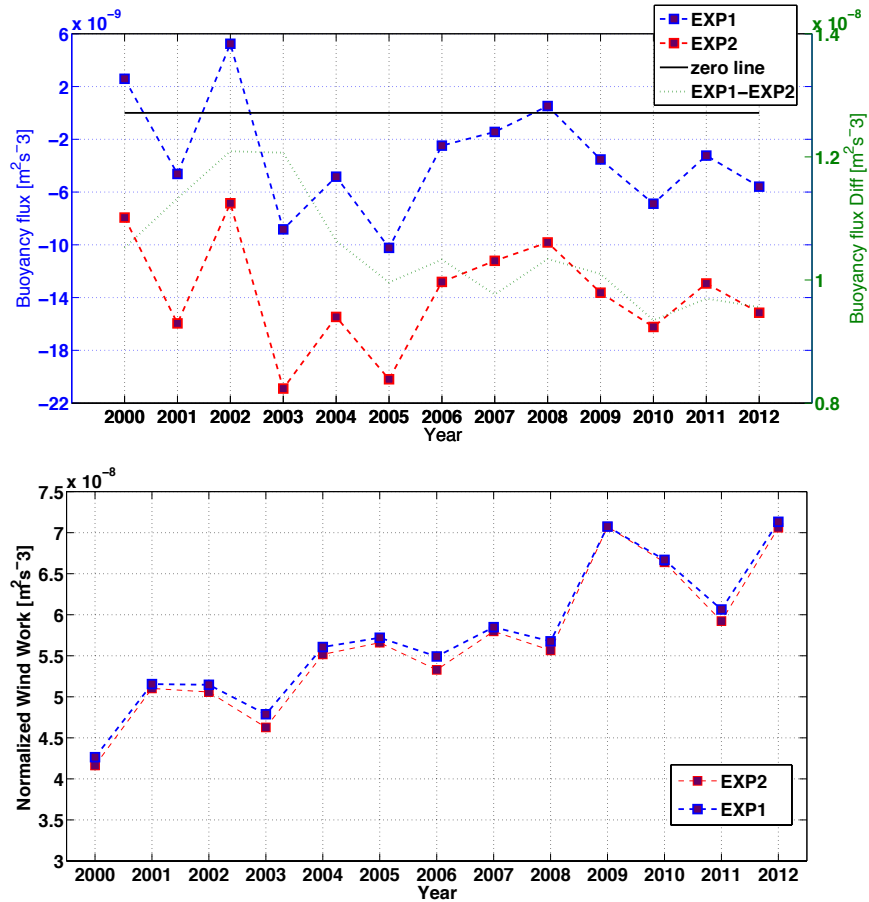 x 10⁻⁹
x 10⁻⁸
EXP1
EXP2
zero line
EXP1−EXP2
6
2
−2
−6
−10
−14
−18
−22
Buoyancy flux [m²s−3]
1.4
1.2
1
0.8
Buoyancy flux Diff [m²s−3]
2000 2001 2002 2003 2004 2005 2006 2007 2008 2009 2010 2011 2012
Year
x 10⁻⁸
7.5
7
6.5
6
5.5
5
4.5
4
3.5
3
Normalized Wind Work [m²s−3]
EXP2
EXP1
2000 2001 2002 2003 2004 2005 2006 2007 2008 2009 2010 2011 2012
Year